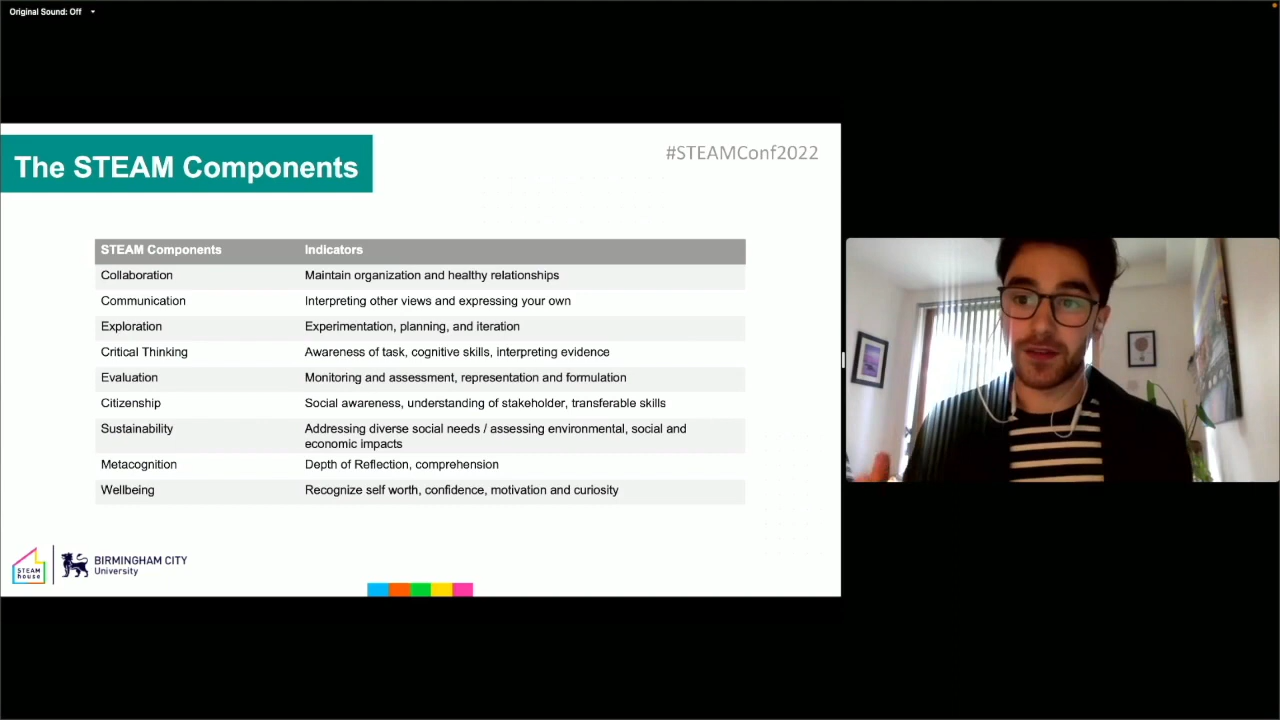 Original Sound: Off
The STEAM Components
#STEAMConf2022
STEAM Components Indicators
Collaboration Maintain organization and healthy relationships
Communication Interpreting other views and expressing your own
Exploration Experimentation, planning, and iteration
Critical Thinking Awareness of task, cognitive skills, interpreting evidence
Evaluation Monitoring and assessment, representation and formulation
Citizenship Social awareness, understanding of stakeholder, transferable skills
Sustainability Addressing diverse social needs / assessing environmental, social and
economic impacts
Metacognition Depth of Reflection, comprehension
Wellbeing Recognize self worth, confidence, motivation and curiosity
STEAM
house
BIRMINGHAM CITY
University